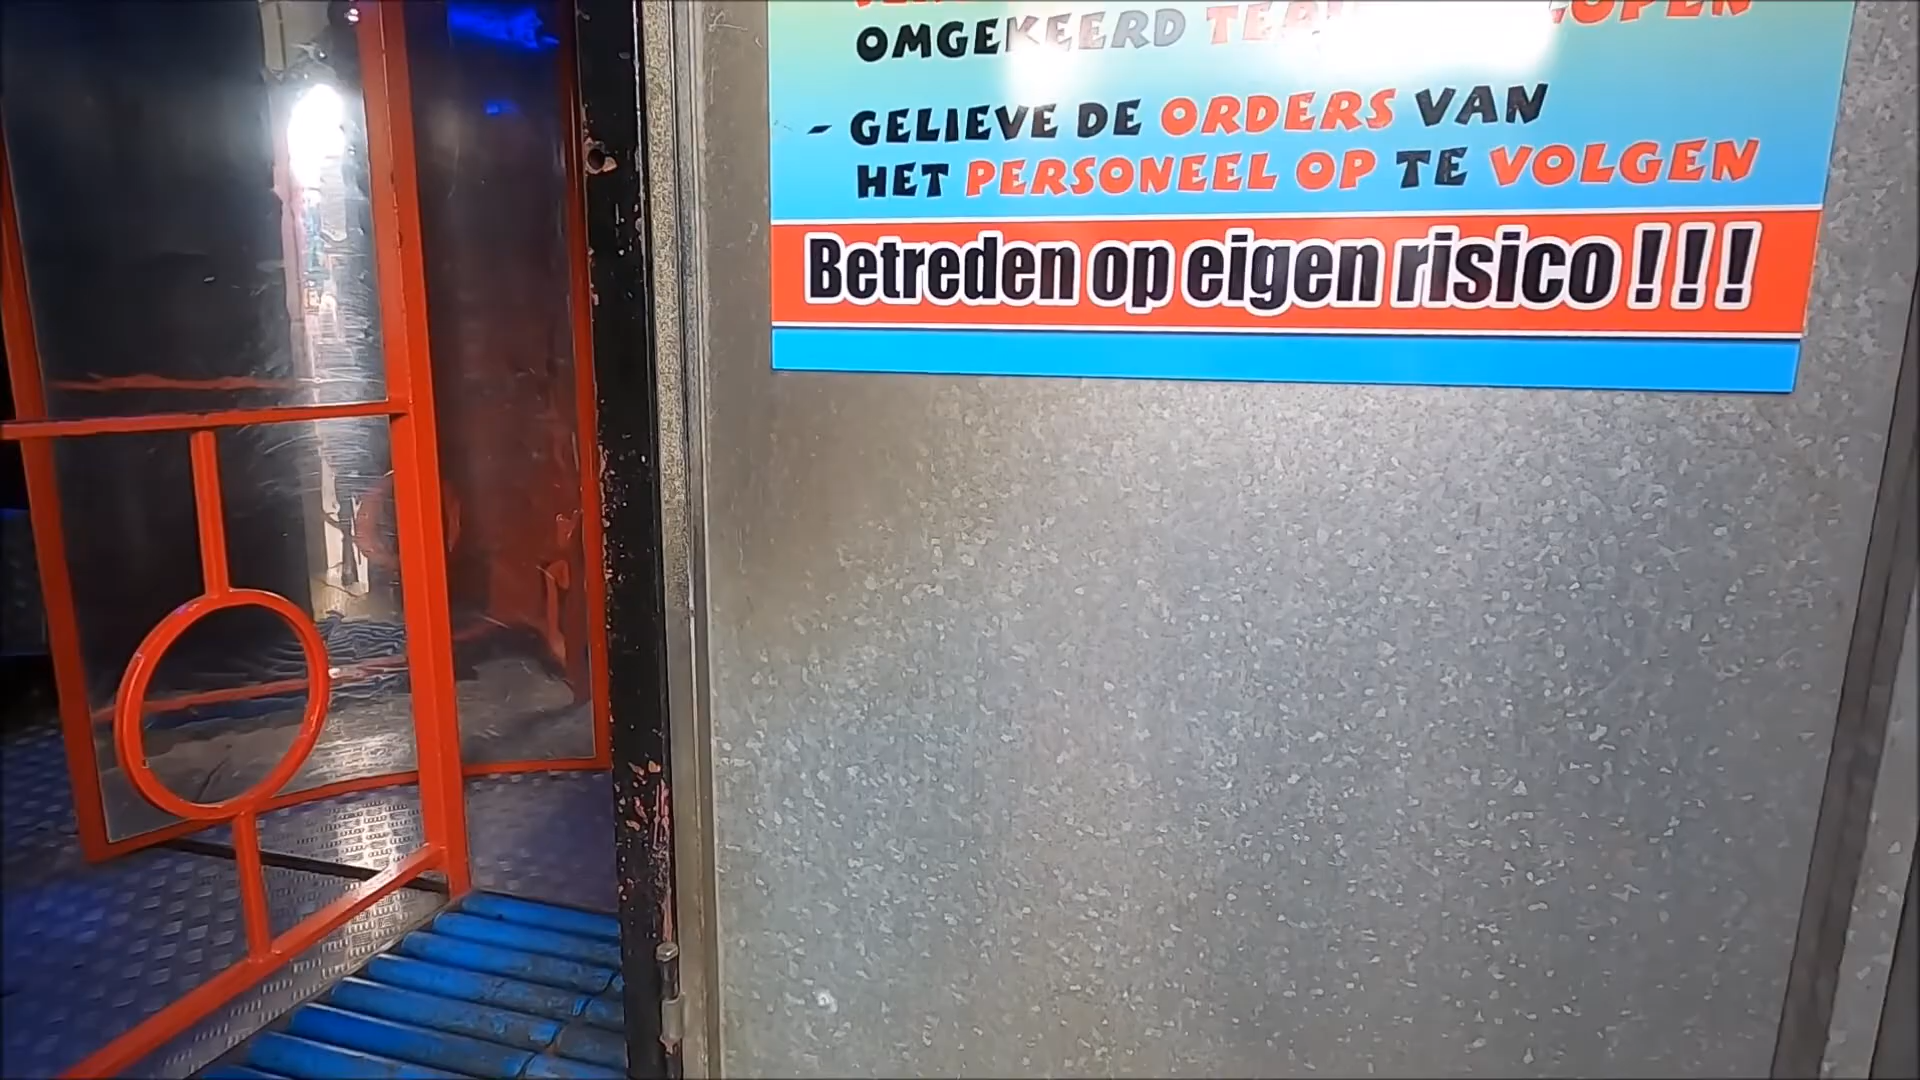 OMGEKEERD
- GELIEVE DE ORDERS VAN
HET PERSONEEL OP TE VOLGEN
Betreden op eigen risico !!!